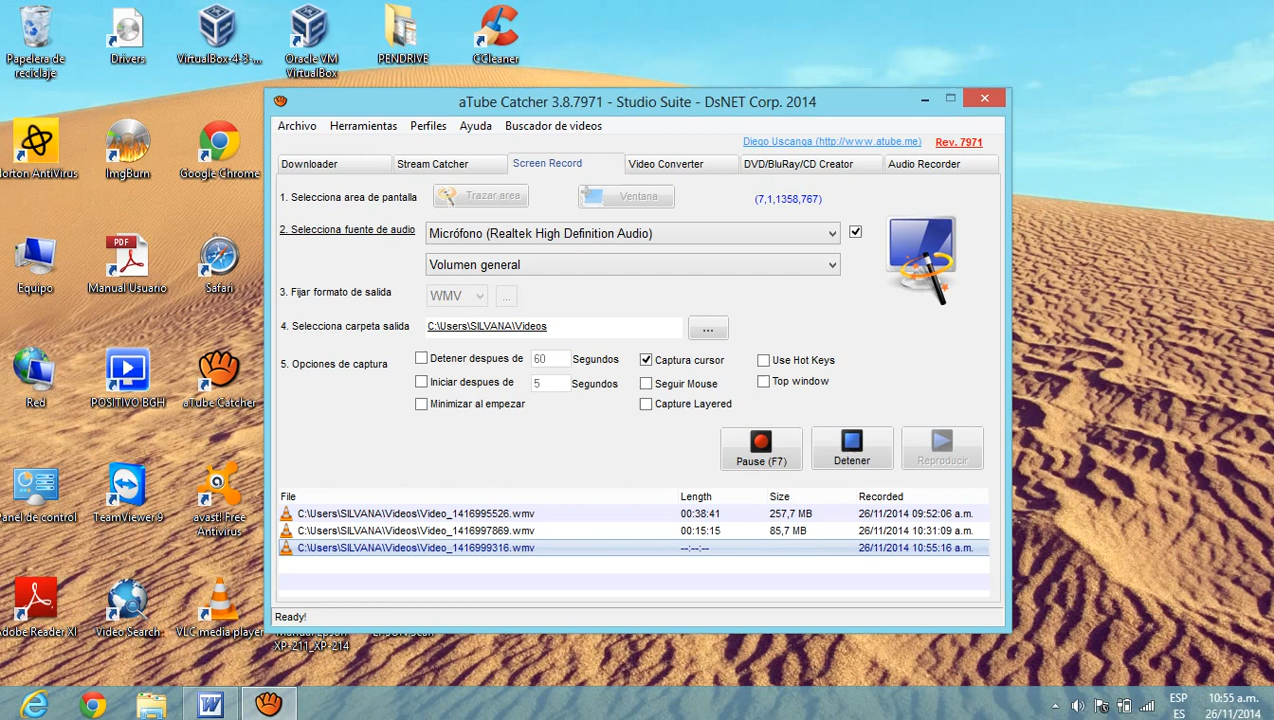 Papelera de reciclaje
Drivers
VirtualBox-4-3-...
Oracle VM VirtualBox
PENDRIVE
CCleaner
aTube Catcher 3.8.7971 - Studio Suite - DsNET Corp. 2014
Archivo Herramientas Perfiles Ayuda Buscador de videos
Diego Uscanga (http://www.atube.me) Rev. 7971
Downloader Stream Catcher Screen Record Video Converter DVD/BluRay/CD Creator Audio Recorder
1. Selecciona area de pantalla Trazar area Ventana (7,1,1358,767)
2. Selecciona fuente de audio Micrófono (Realtek High Definition Audio)
Volumen general
3. Fijar formato de salida WMV ...
4. Selecciona carpeta salida C:\Users\SILVANA\Videos ...
5. Opciones de captura Detener despues de 60 Segundos Captura cursor Use Hot Keys
Iniciar despues de 5 Segundos Seguir Mouse Top window
Minimizar al empezar Capture Layered
Pause (F7) Detener Reproducir
File Length Size Recorded
C:\Users\SILVANA\Videos\Video_1416995526.wmv 00:38:41 257,7 MB 26/11/2014 09:52:06 a.m.
C:\Users\SILVANA\Videos\Video_1416997869.wmv 00:15:15 85,7 MB 26/11/2014 10:31:09 a.m.
C:\Users\SILVANA\Videos\Video_1416999316.wmv --:--:-- 26/11/2014 10:55:16 a.m.
Ready!
Norton AntiVirus
ImgBurn
Google Chrome
Equipo
PDF
Manual Usuario
Safari
Red
POSITIVO BGH
aTube Catcher
Panel de control
TeamViewer 9
avast! Free Antivirus
Adobe Reader XI
Video Search
VLC media player
XP-211_XP-214
ESP 10:55 a.m.
ES 26/11/2014